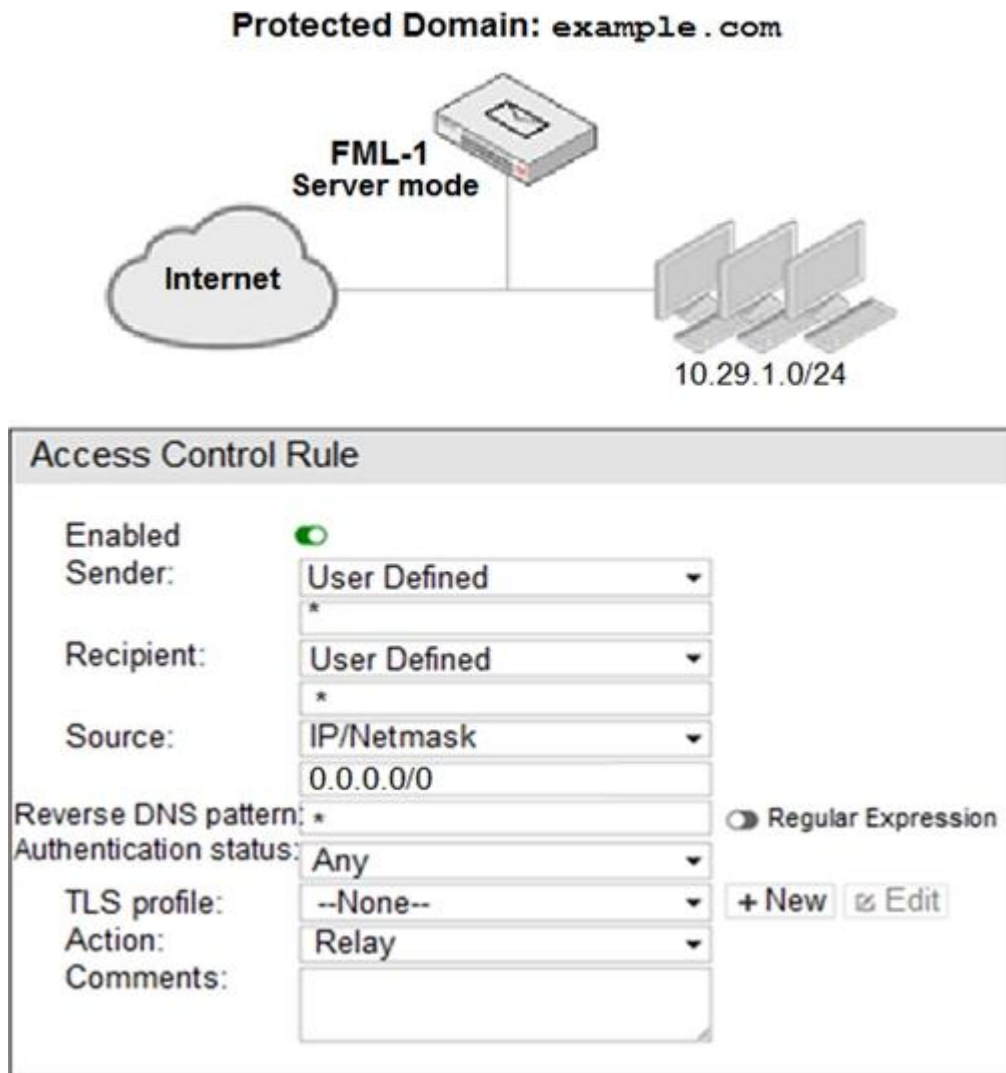 Protected Domain: example.com
FML-1
Server mode
Internet
10.29.1.0/24
Access Control Rule
Enabled
Sender: User Defined
*
Recipient: User Defined
*
Source: IP/Netmask
0.0.0.0/0
Reverse DNS pattern: * Regular Expression
Authentication status: Any
TLS profile: --None-- + New Edit
Action: Relay
Comments: